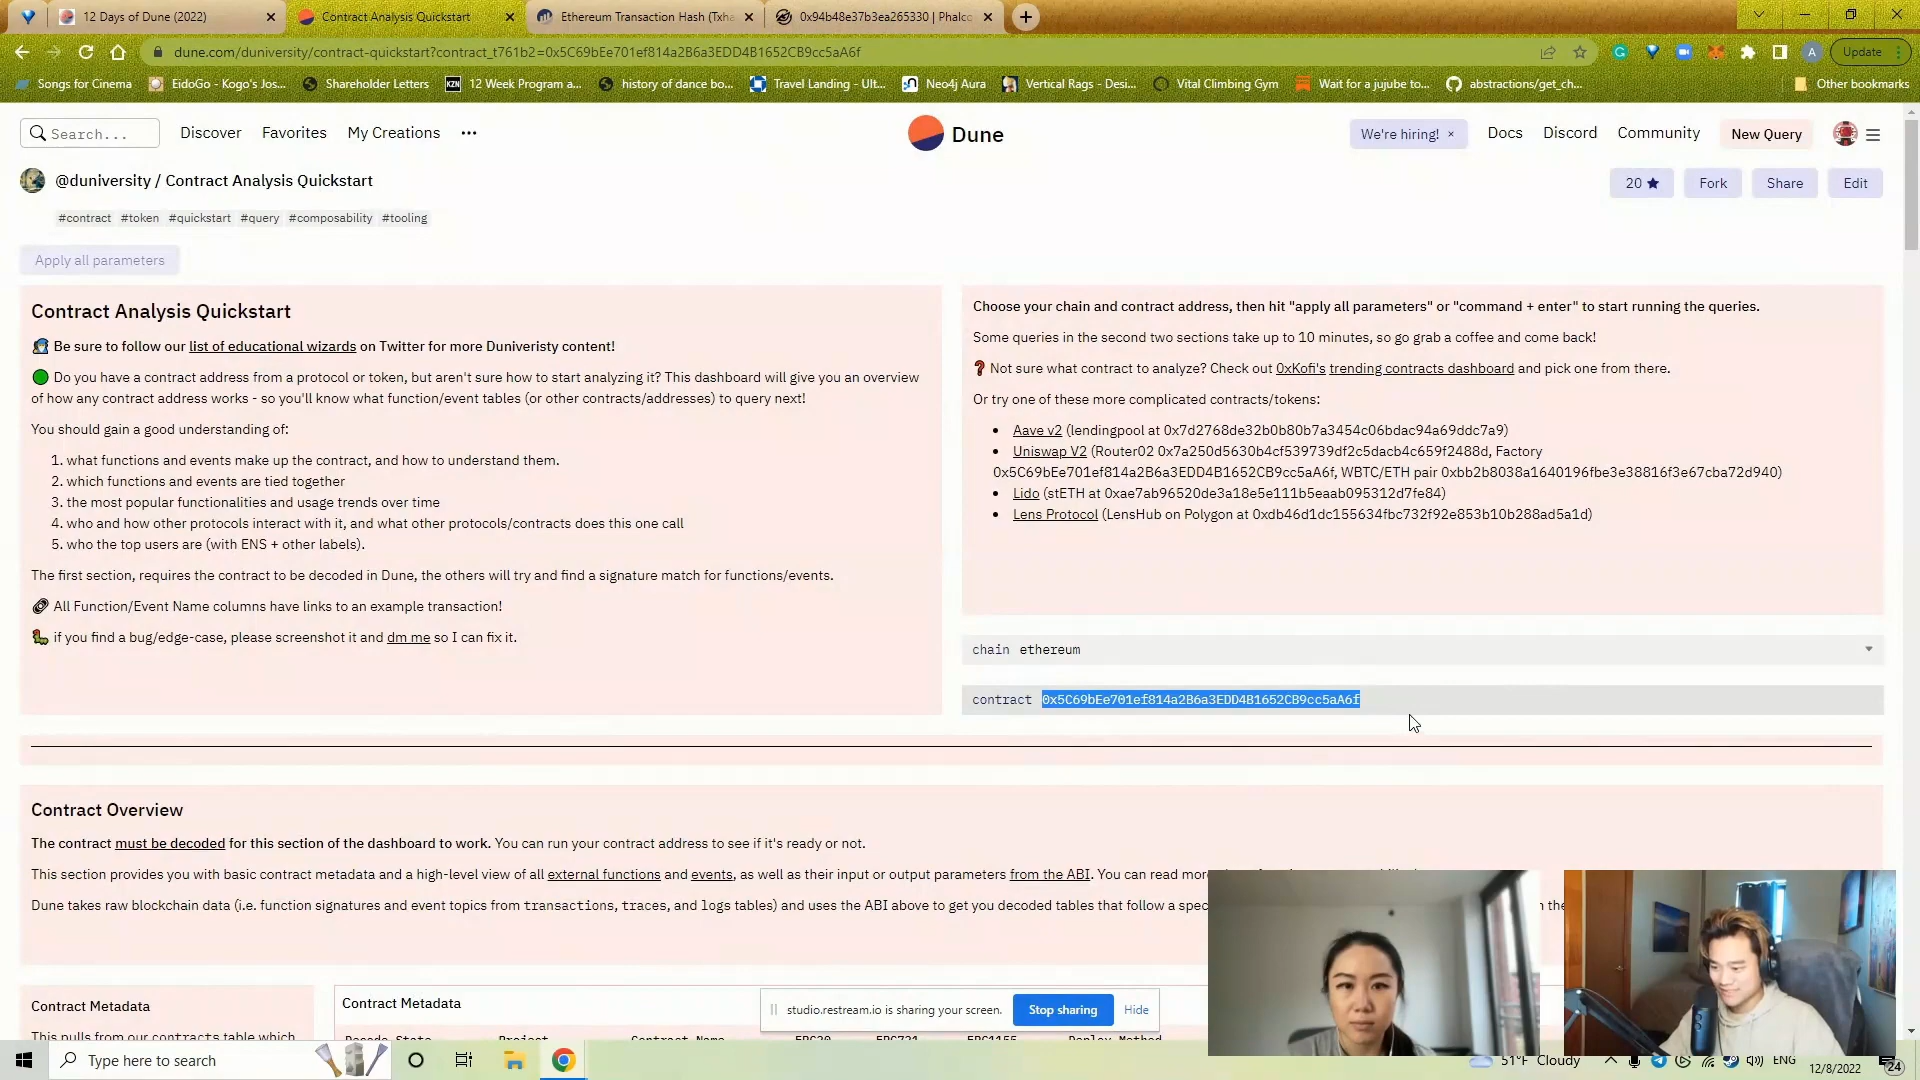 12 Days of Dune (2022)
Contract Analysis Quickstart
Ethereum Transaction Hash (Txha
0x94b48e37b3ea265330 | Phalco
dune.com/duniversity/contract-quickstart?contract_t761b2=0x5C69bEe701ef814a2B6a3EDD4B1652CB9cc5aA6f
A
Update
Songs for Cinema
EidoGo - Kogo's Jos...
Shareholder Letters
KZN
12 Week Program a...
history of dance bo...
Travel Landing - Ult...
Neo4j Aura
Vertical Rags - Desi...
Vital Climbing Gym
Wait for a jujube to...
abstractions/get_ch...
Other bookmarks
Search...
Discover
Favorites
My Creations
Dune
We're hiring! ×
Docs
Discord
Community
New Query
@duniversity / Contract Analysis Quickstart
20
Fork
Share
Edit
#contract #token #quickstart #query #composability #tooling
Apply all parameters
Contract Analysis Quickstart
Be sure to follow our list of educational wizards on Twitter for more Duniveristy content!
Do you have a contract address from a protocol or token, but aren't sure how to start analyzing it? This dashboard will give you an overview
of how any contract address works - so you'll know what function/event tables (or other contracts/addresses) to query next!
You should gain a good understanding of:
1. what functions and events make up the contract, and how to understand them.
2. which functions and events are tied together
3. the most popular functionalities and usage trends over time
4. who and how other protocols interact with it, and what other protocols/contracts does this one call
5. who the top users are (with ENS + other labels).
The first section, requires the contract to be decoded in Dune, the others will try and find a signature match for functions/events.
All Function/Event Name columns have links to an example transaction!
if you find a bug/edge-case, please screenshot it and dm me so I can fix it.
Choose your chain and contract address, then hit "apply all parameters" or "command + enter" to start running the queries.
Some queries in the second two sections take up to 10 minutes, so go grab a coffee and come back!
Not sure what contract to analyze? Check out 0xKofi's trending contracts dashboard and pick one from there.
Or try one of these more complicated contracts/tokens:
• Aave v2 (lendingpool at 0x7d2768de32b0b80b7a3454c06bdac94a69ddc7a9)
• Uniswap V2 (Router02 0x7a250d5630b4cf539739df2c5dacb4c659f2488d, Factory
0x5C69bEe701ef814a2B6a3EDD4B1652CB9cc5aA6f, WBTC/ETH pair 0xbb2b8038a1640196fbe3e38816f3e67cba72d940)
• Lido (stETH at 0xae7ab96520de3a18e5e111b5eaab095312d7fe84)
• Lens Protocol (LensHub on Polygon at 0xdb46d1dc155634fbc732f92e853b10b288ad5a1d)
chain ethereum
contract 0x5C69bEe701ef814a2B6a3EDD4B1652CB9cc5aA6f
Contract Overview
The contract must be decoded for this section of the dashboard to work. You can run your contract address to see if it's ready or not.
This section provides you with basic contract metadata and a high-level view of all external functions and events, as well as their input or output parameters from the ABI. You can read more
Dune takes raw blockchain data (i.e. function signatures and event topics from transactions, traces, and logs tables) and uses the ABI above to get you decoded tables that follow a spec
the
Contract Metadata
This pulls from our contracts table which
Contract Metadata
Decode State
Project
Contract Name
ERC20
ERC721
ERC1155
Deploy Method
studio.restream.io is sharing your screen.
Stop sharing
Hide
Type here to search
51°F Cloudy
ENG
12/8/2022
24